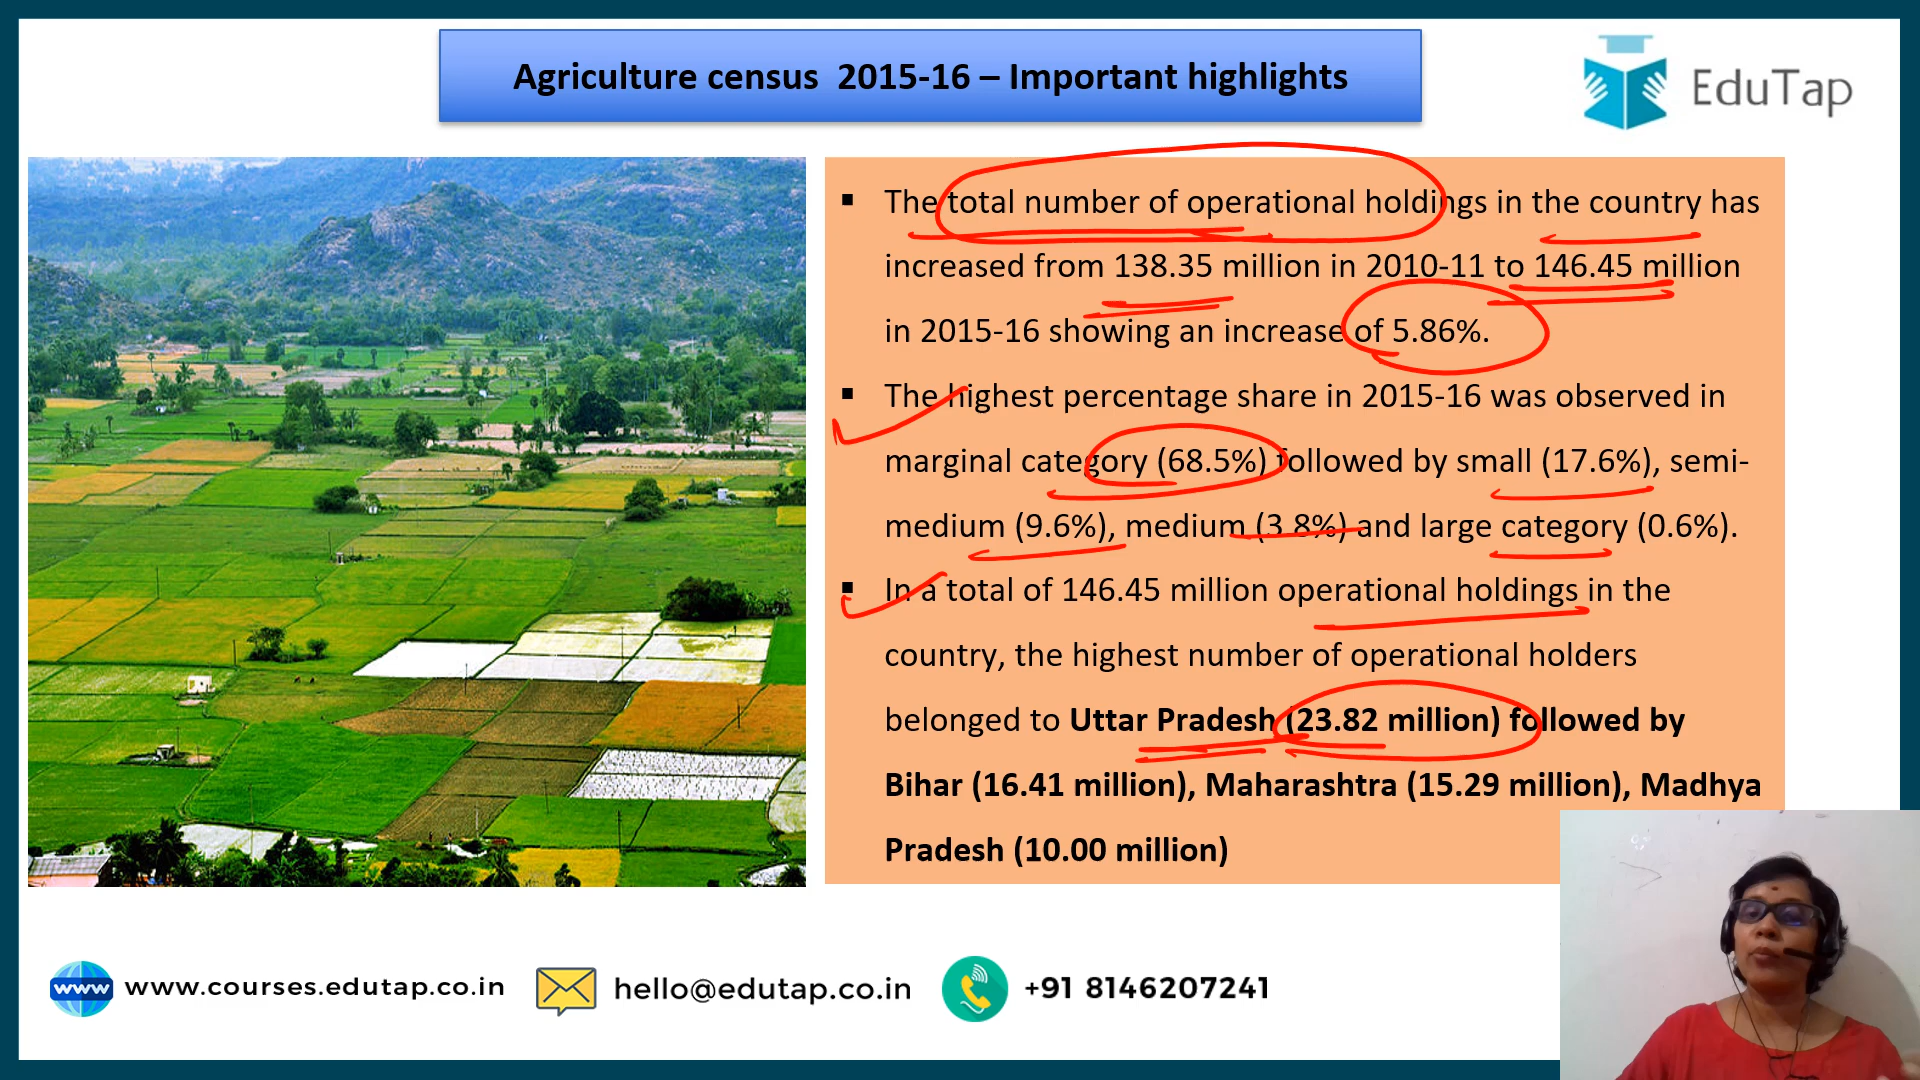 Agriculture census 2015-16 – Important highlights
EduTap
▪ The total number of operational holdings in the country has
increased from 138.35 million in 2010-11 to 146.45 million
in 2015-16 showing an increase of 5.86%.
▪ The highest percentage share in 2015-16 was observed in
marginal category (68.5%) followed by small (17.6%), semi-
medium (9.6%), medium (3.8%) and large category (0.6%).
▪ In a total of 146.45 million operational holdings in the
country, the highest number of operational holders
belonged to Uttar Pradesh (23.82 million) followed by
Bihar (16.41 million), Maharashtra (15.29 million), Madhya
Pradesh (10.00 million)
www www.courses.edutap.co.in
hello@edutap.co.in
+91 8146207241